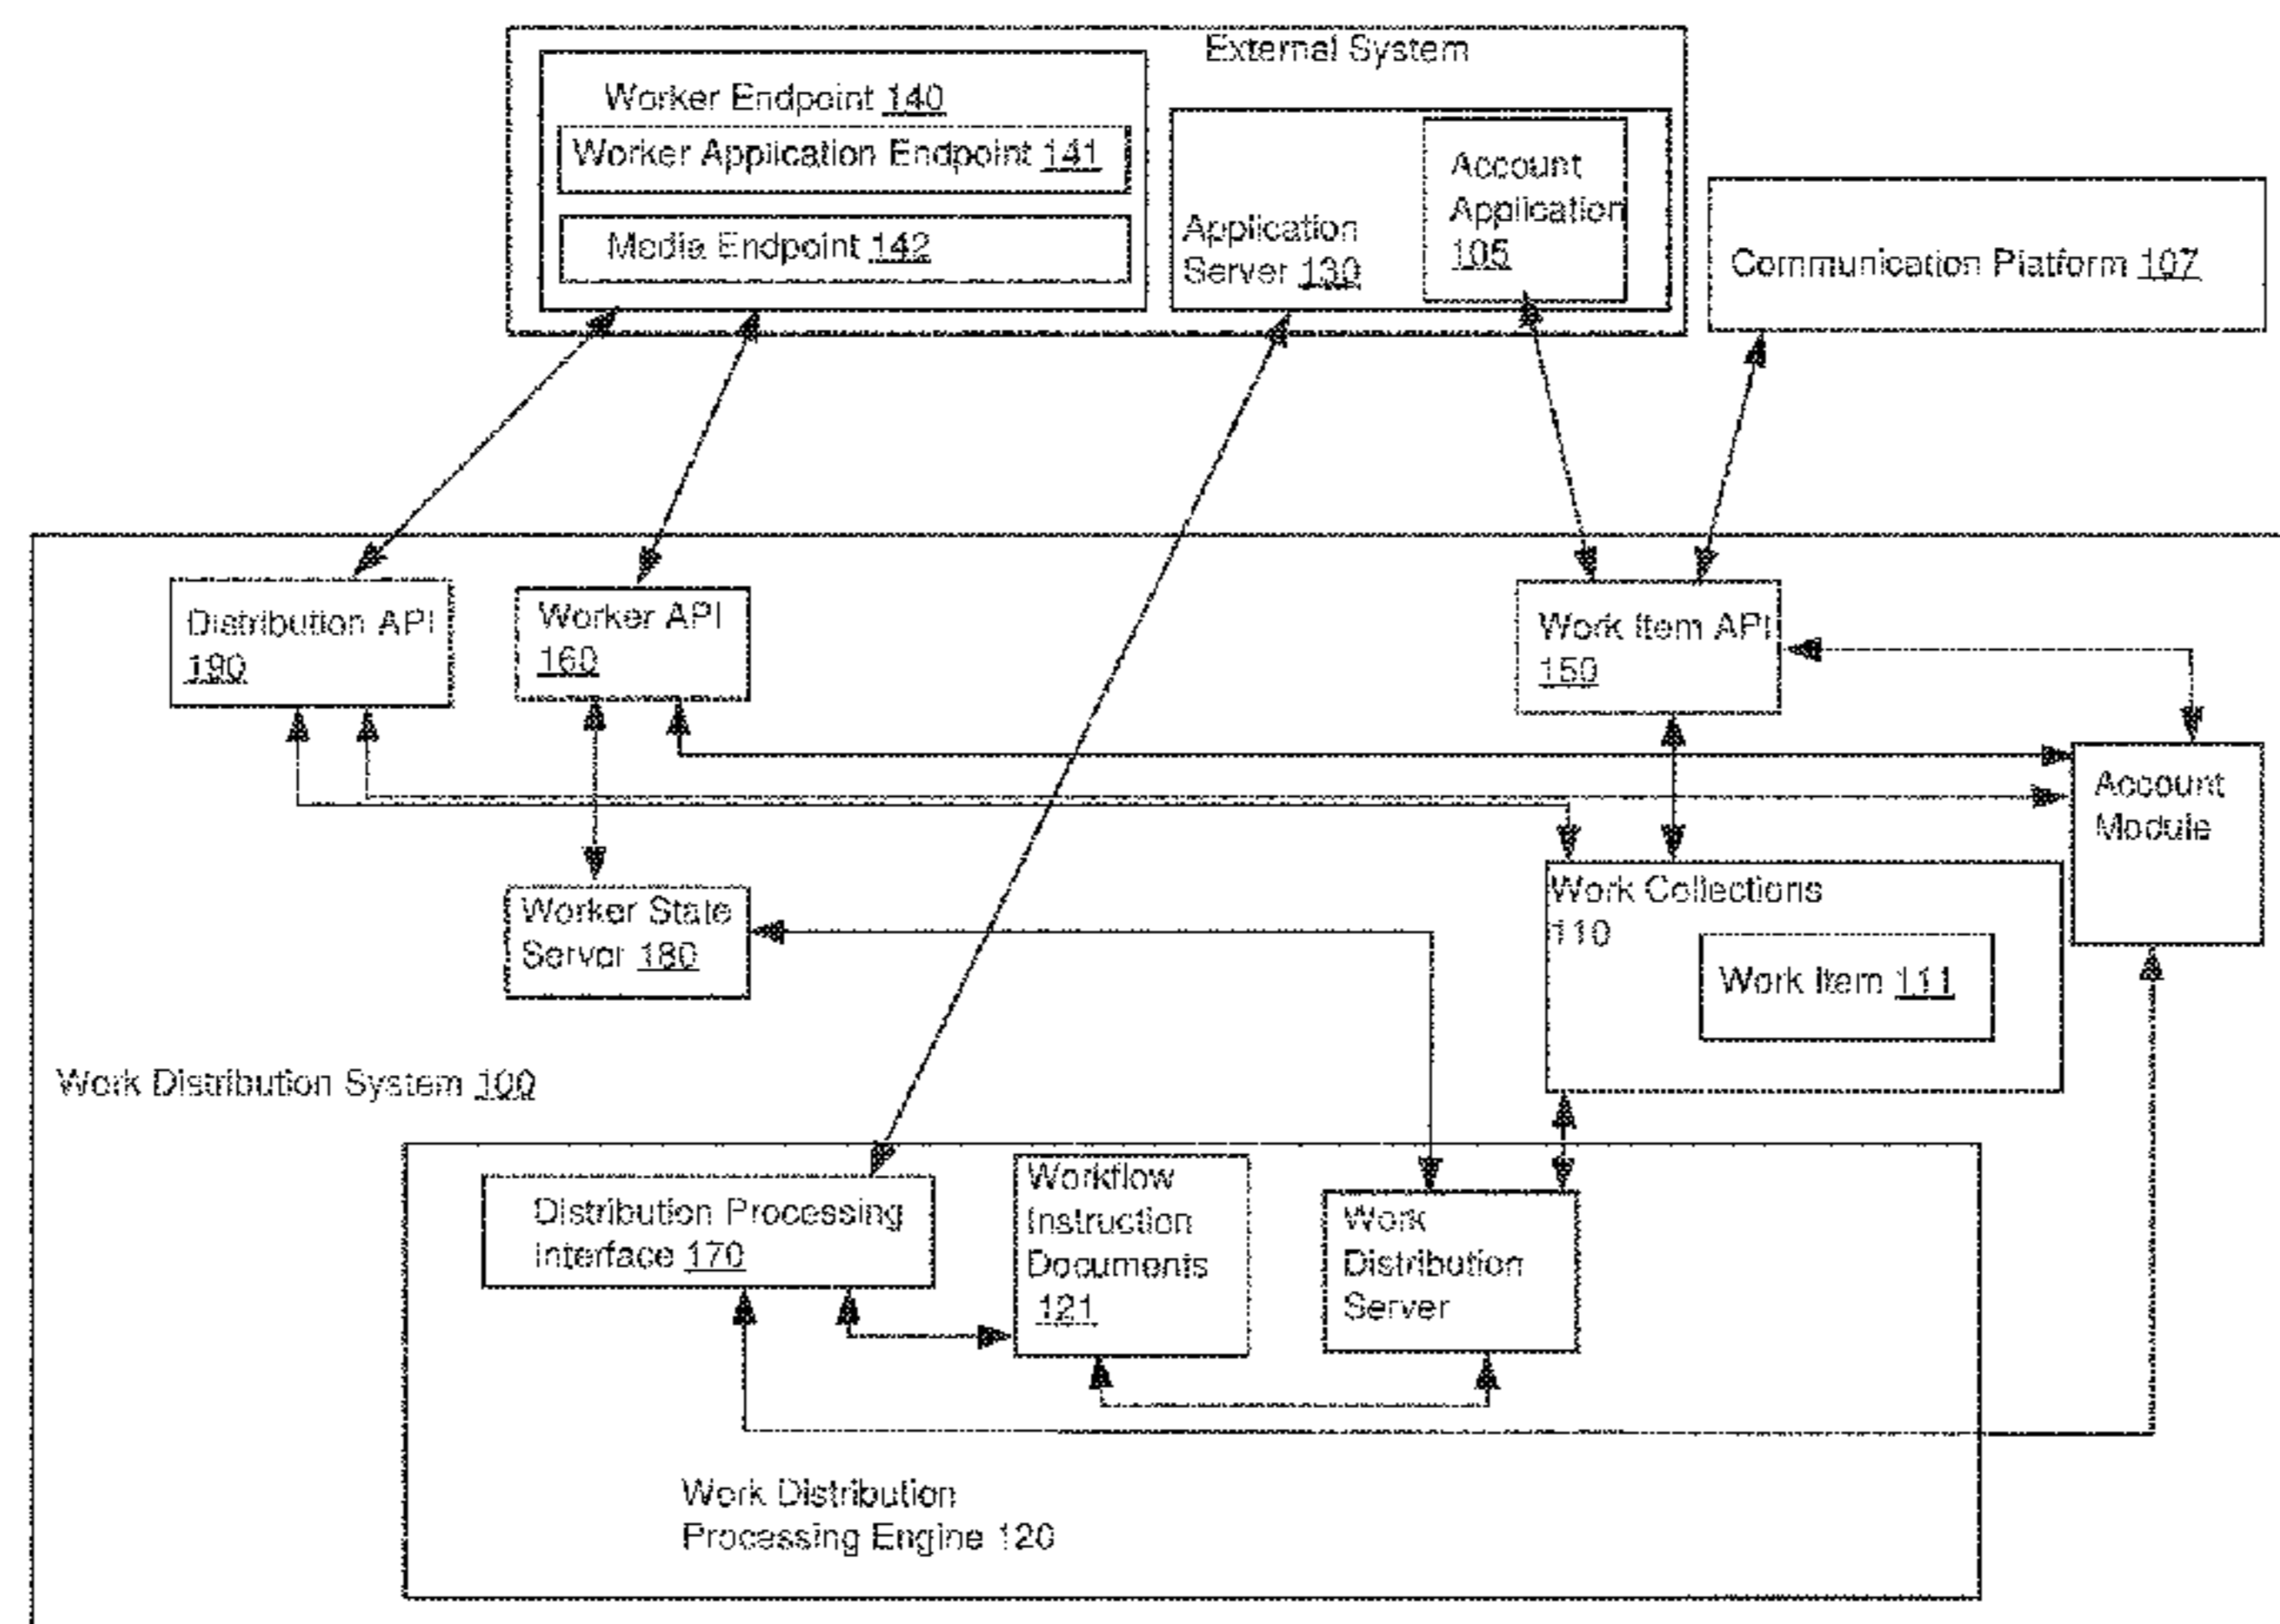 External System
Worker Endpoint 140
Worker Application Endpoint 141
Media Endpoint 142
Application
Server 130
Account
Application
105
Communication Platform 107
Distribution API
190
Worker API
160
Work Item API
150
Account
Module
Worker State
Server 180
Work Collections
110
Work Item 111
Work Distribution System 100
Distribution Processing
Interface 170
Workflow
Instruction
Documents
121
Work
Distribution
Server
Work Distribution
Processing Engine 120